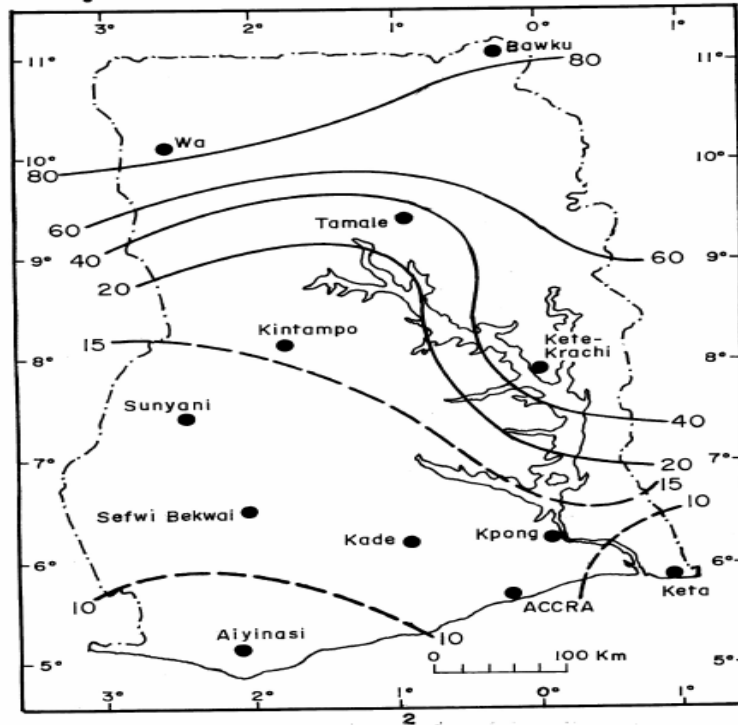 3° 2° 1° 0° 1°
Bawku
11° 80 11°
Wa
10° 10°
80
60
Tamale
40
9° 60 9°
20
15 Kintampo Kete-
Krachi
8° 8°
Sunyani
40
7° 20 7°
15
10
Sefwi Bekwai
Kade Kpong
6° 6°
10 ACCRA Keta
Aiyinasi 10
5° 0 100 Km 5°
3° 2° 1° 0° 1°
2